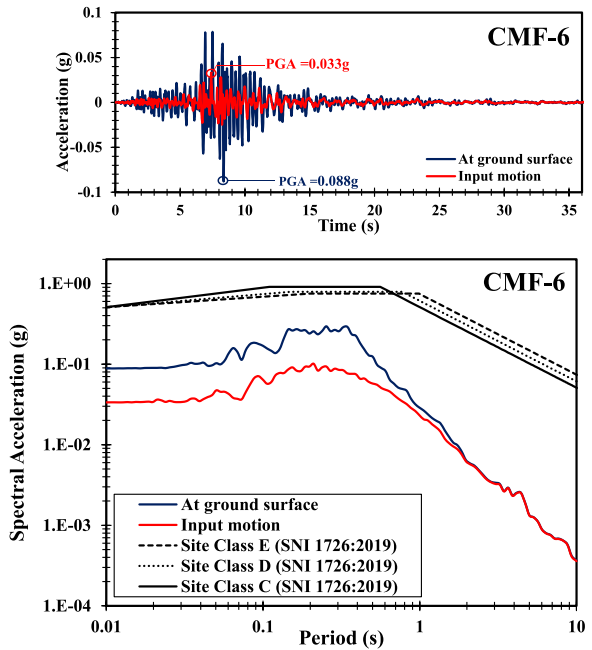 CMF-6
0.1
0.05
0
-0.05
-0.1
Acceleration (g)
PGA =0.033g
PGA =0.088g
At ground surface
Input motion
0 5 10 15 20 25 30 35
Time (s)
CMF-6
1.E+01
1.E+00
1.E-01
1.E-02
1.E-03
1.E-04
Spectral Acceleration (g)
At ground surface
Input motion
Site Class E (SNI 1726:2019)
Site Class D (SNI 1726:2019)
Site Class C (SNI 1726:2019)
0.01 0.1 1 10
Period (s)